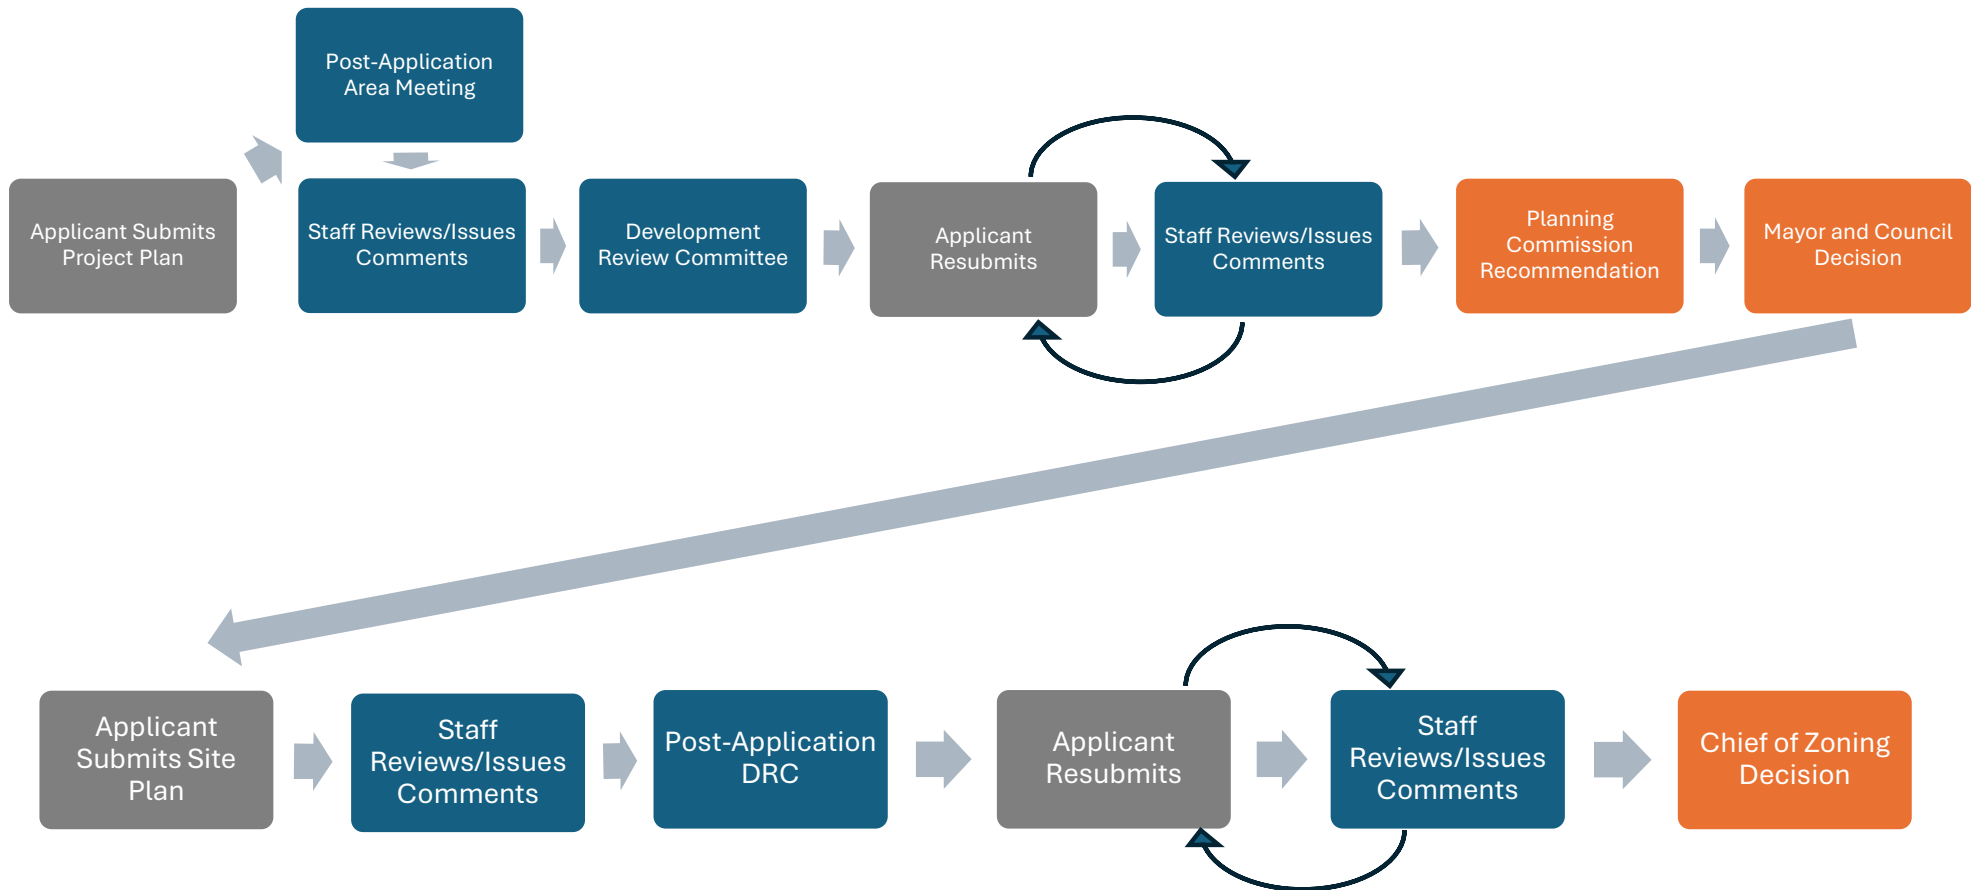 Post-Application
Area Meeting
Applicant Submits
Project Plan
Staff Reviews/Issues
Comments
Development
Review Committee
Applicant
Resubmits
Staff Reviews/Issues
Comments
Planning
Commission
Recommendation
Mayor and Council
Decision
Applicant
Submits Site
Plan
Staff
Reviews/Issues
Comments
Post-Application
DRC
Applicant
Resubmits
Staff
Reviews/Issues
Comments
Chief of Zoning
Decision